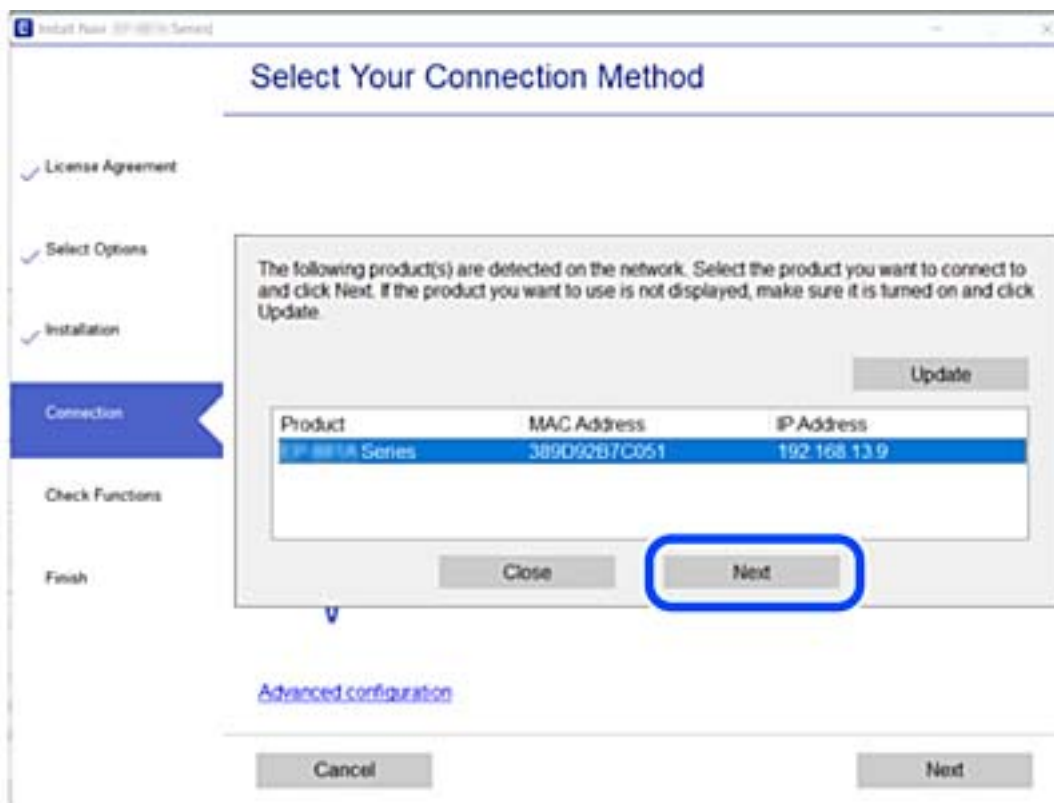 Install Navi
Series]
Select Your Connection Method
License Agreement
Select Options
Installation
Connection
Check Functions
Finish
The following product(s) are detected on the network. Select the product you want to connect to
and click Next. If the product you want to use is not displayed, make sure it is turned on and click
Update.
Update
Product MAC Address IP Address
Series 389D92B7C051 192.168.13.9
Close Next
Advanced configuration
Cancel Next